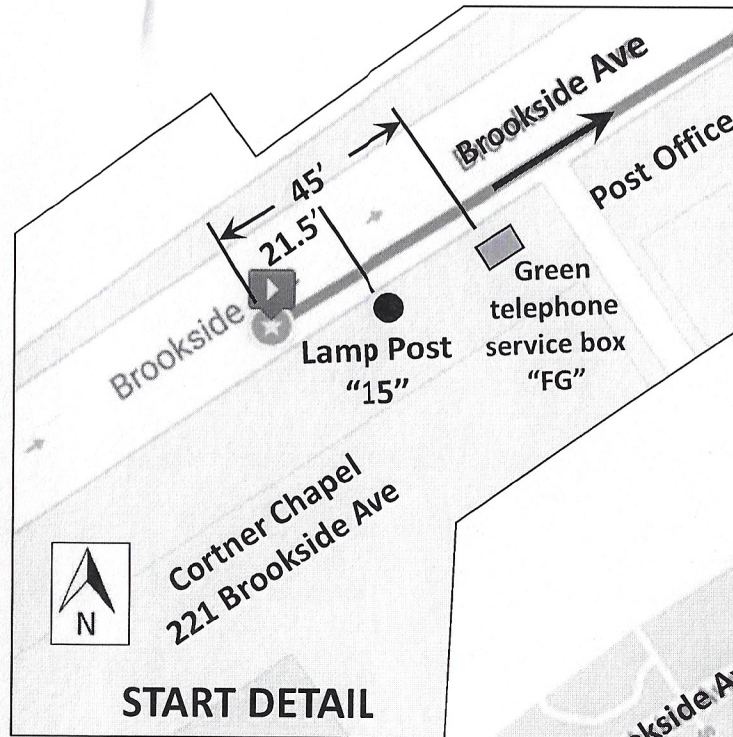 Brookside Ave
Post Office
45'
21.5'
Brookside
Green
telephone
service box
"FG"
Lamp Post
"15"
Cortner Chapel
221 Brookside Ave
N
START DETAIL